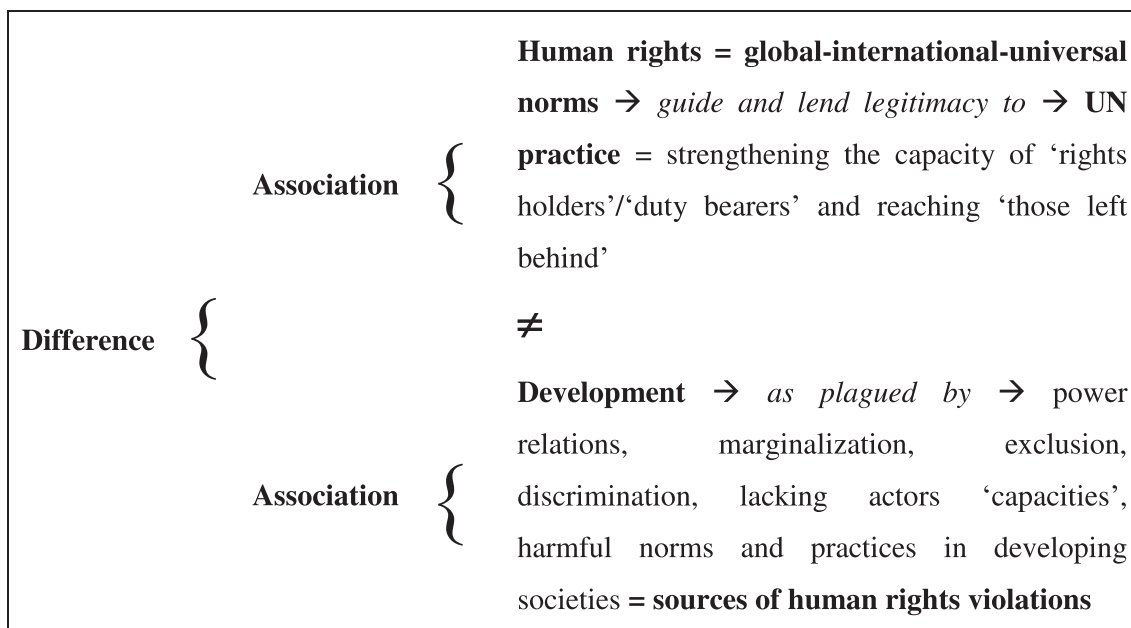 Human rights = global-international-universal
norms → guide and lend legitimacy to → UN
practice = strengthening the capacity of ‘rights
Association {
holders’/‘duty bearers’ and reaching ‘those left
behind’
Difference {
≠
Development → as plagued by → power
relations, marginalization, exclusion,
Association {
discrimination, lacking actors ‘capacities’,
harmful norms and practices in developing
societies = sources of human rights violations